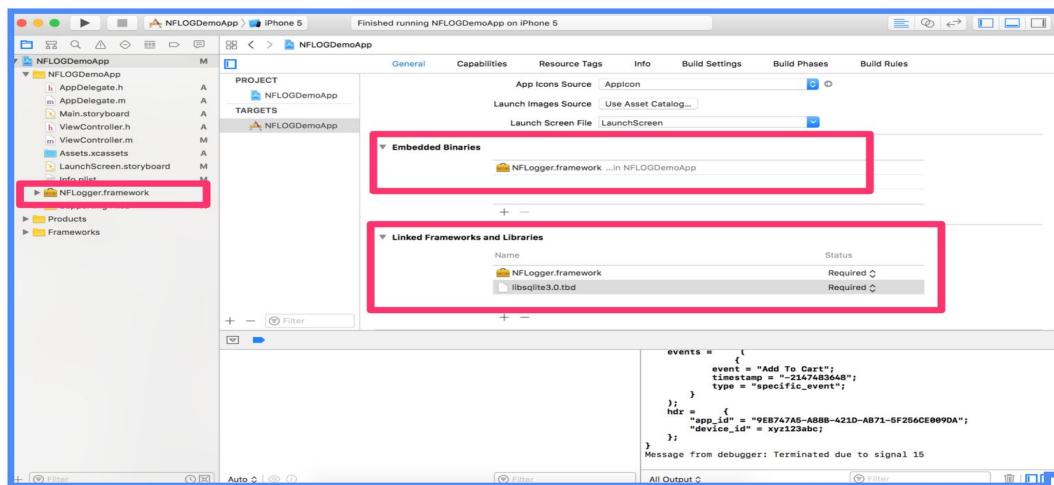 NFLOGDemoApp
iPhone 5
Finished running NFLOGDemoApp on iPhone 5
NFLOGDemoApp
M
NFLOGDemoApp
AppDelegate.h
A
AppDelegate.m
A
Main.storyboard
A
ViewController.h
A
ViewController.m
M
Assets.xcassets
A
LaunchScreen.storyboard
M
NFLogger.framework
Products
Frameworks
Filter
NFLOGDemoApp
General
Capabilities
Resource Tags
Info
Build Settings
Build Phases
Build Rules
PROJECT
NFLOGDemoApp
TARGETS
NFLOGDemoApp
Filter
App Icons Source
AppIcon
Launch Images Source
Use Asset Catalog...
Launch Screen File
LaunchScreen
Embedded Binaries
NFLogger.framework ...in NFLOGDemoApp
Linked Frameworks and Libraries
Name
Status
NFLogger.framework
Required
libsqlite3.0.tbd
Required
Auto
Filter
events = (
{
event = "Add To Cart";
timestamp = "-2147483648";
type = "specific_event";
}
);
hdr = {
"app_id" = "9EB747A5-A88B-421D-AB71-5F256CE009DA";
"device_id" = xyz123abc;
};
}
Message from debugger: Terminated due to signal 15
All Output
Filter